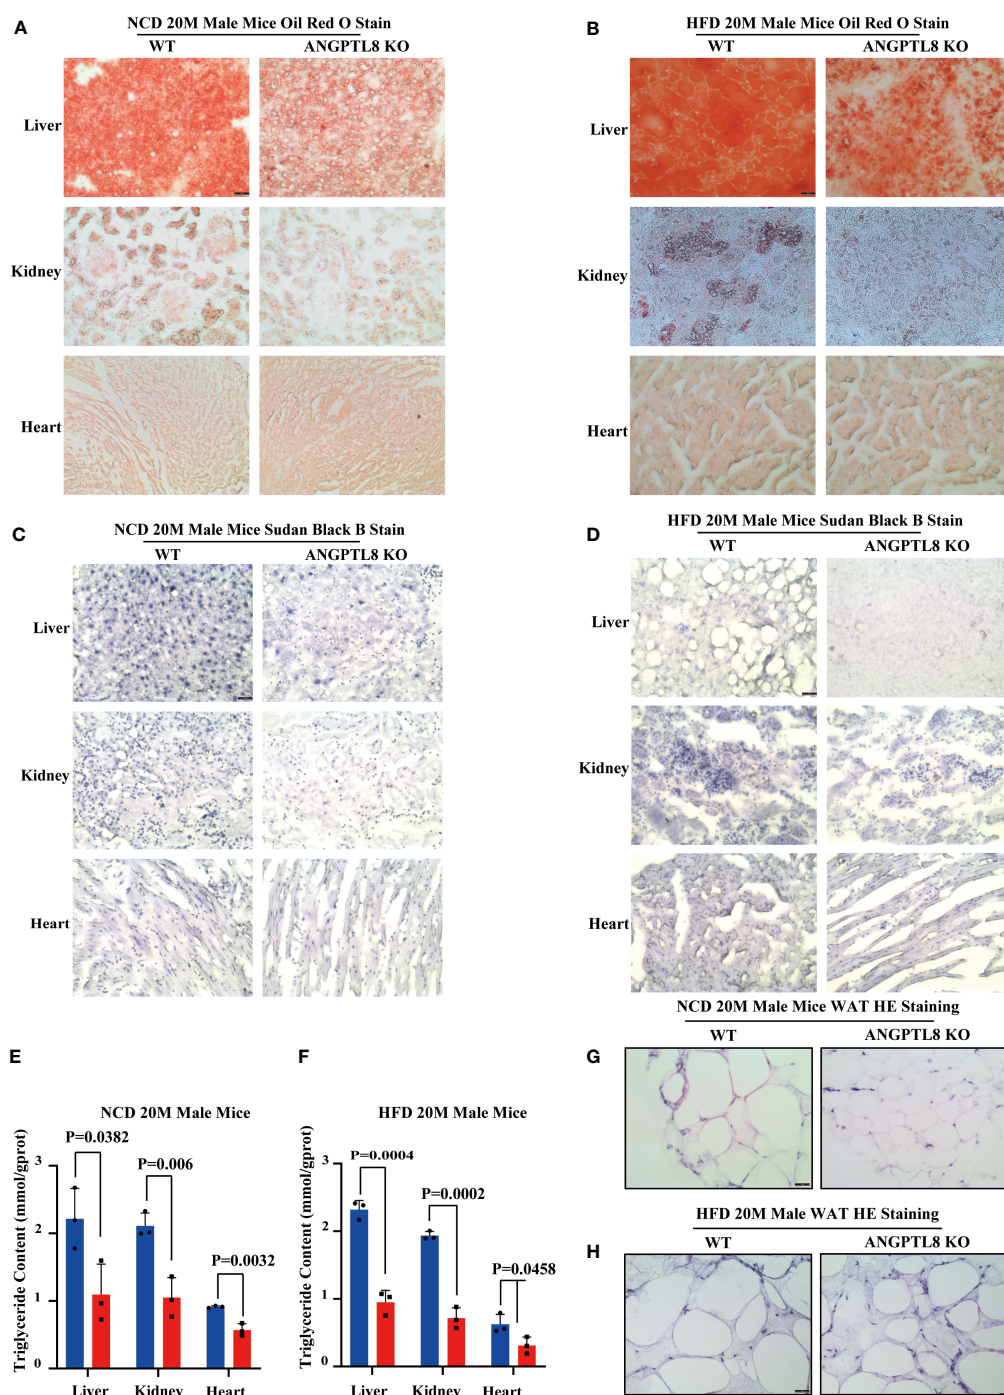 A
NCD 20M Male Mice Oil Red O Stain
WT ANGPTL8 KO
Liver
Kidney
Heart
B
HFD 20M Male Mice Oil Red O Stain
WT ANGPTL8 KO
Liver
Kidney
Heart
C
NCD 20M Male Mice Sudan Black B Stain
WT ANGPTL8 KO
Liver
Kidney
Heart
D
HFD 20M Male Mice Sudan Black B Stain
WT ANGPTL8 KO
Liver
Kidney
Heart
E
NCD 20M Male Mice
Triglyceride Content (mmol/gprot)
P=0.0382
P=0.006
P=0.0032
3
2
1
0
Liver Kidney Heart
F
HFD 20M Male Mice
Triglyceride Content (mmol/gprot)
P=0.0004
P=0.0002
P=0.0458
3
2
1
0
Liver Kidney Heart
NCD 20M Male Mice WAT HE Staining
G
WT ANGPTL8 KO
HFD 20M Male WAT HE Staining
H
WT ANGPTL8 KO